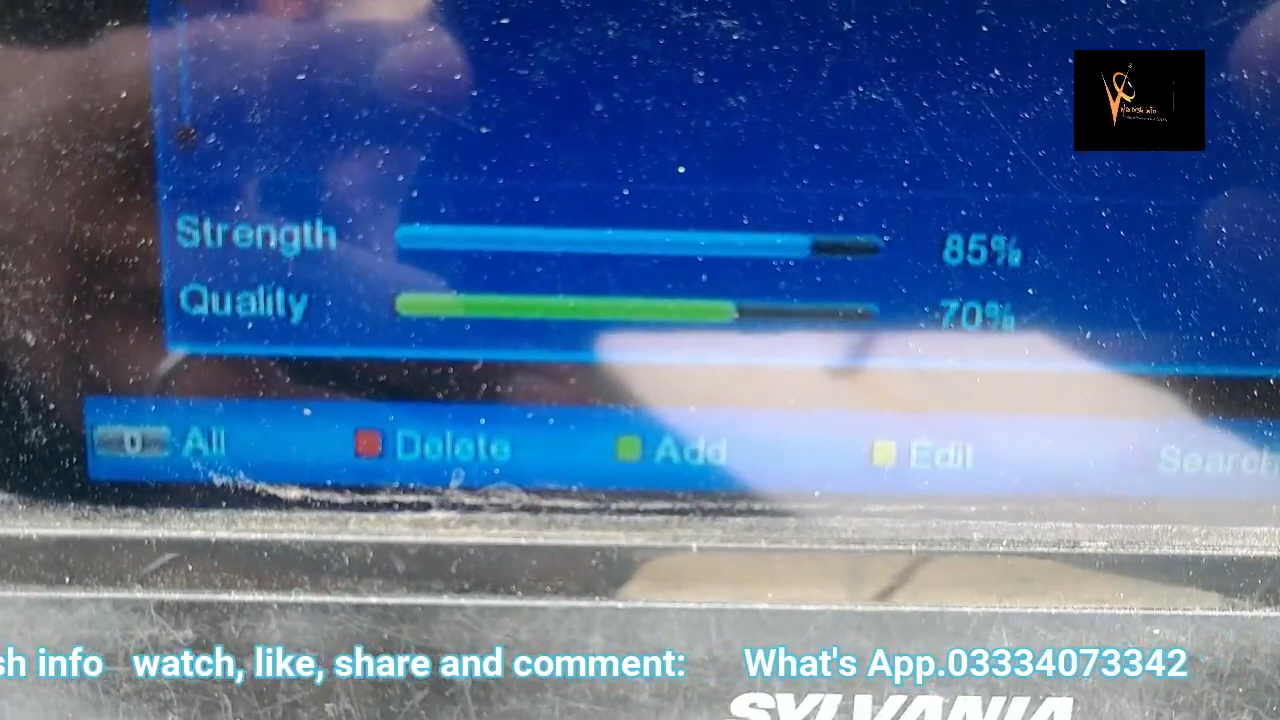 Strength 85%
Quality 70%
0 All Delete Add Edit Search
sh info watch, like, share and comment: What's App.03334073342
SYLVANIA